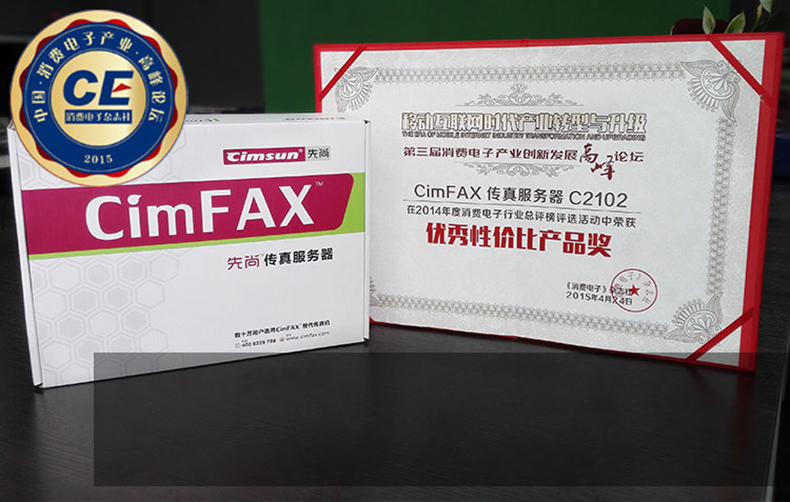 中国·消费电子产业·高峰论坛
CE
消费电子杂志社
2015
Cimsun® 先尚
CimFAX™
先尚™ 传真服务器
数十万用户选用CimFAX™替代传真机
www.cimfax.com
移动互联网时代产业转型与升级
THE ERA OF MOBILE INTERNET INDUSTRY TRANSFORMATION AND UPGRADING
第三届消费电子产业创新发展高峰论坛
CimFAX 传真服务器 C2102
在2014年度消费电子行业总评榜评选活动中荣获
优秀性价比产品奖
《消费电子》杂志社
2015年4月24日